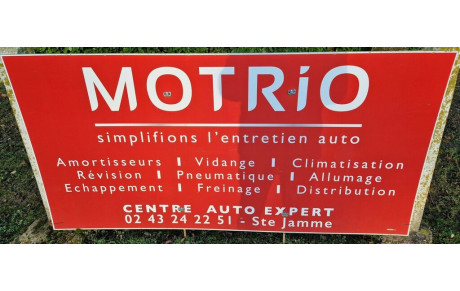 MOTRiO
simplifions l'entretien auto
Amortisseurs I Vidange I Climatisation
Révision I Pneumatique I Allumage
Echappement I Freinage I Distribution
CENTRE AUTO EXPERT
02 43 24 22 51 - Ste Jamme